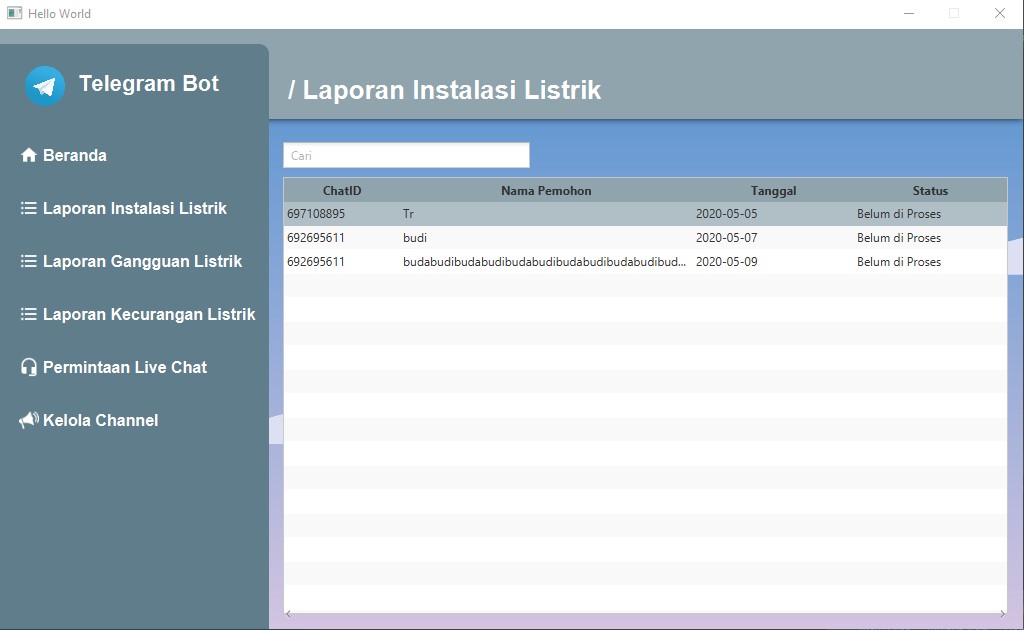 Hello World
Telegram Bot
/ Laporan Instalasi Listrik
Beranda
Laporan Instalasi Listrik
Laporan Gangguan Listrik
Laporan Kecurangan Listrik
Permintaan Live Chat
Kelola Channel
Cari
ChatID Nama Pemohon Tanggal Status
697108895 Tr 2020-05-05 Belum di Proses
692695611 budi 2020-05-07 Belum di Proses
692695611 budabudibudabudibudabudibudabudibudabudibud... 2020-05-09 Belum di Proses